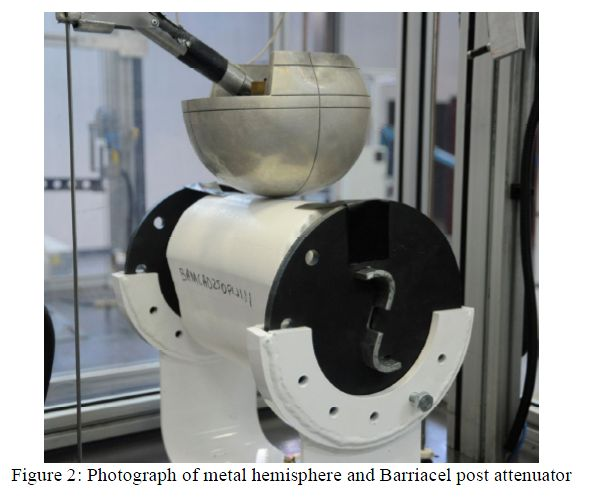 Figure 2: Photograph of metal hemisphere and Barriacel post attenuator